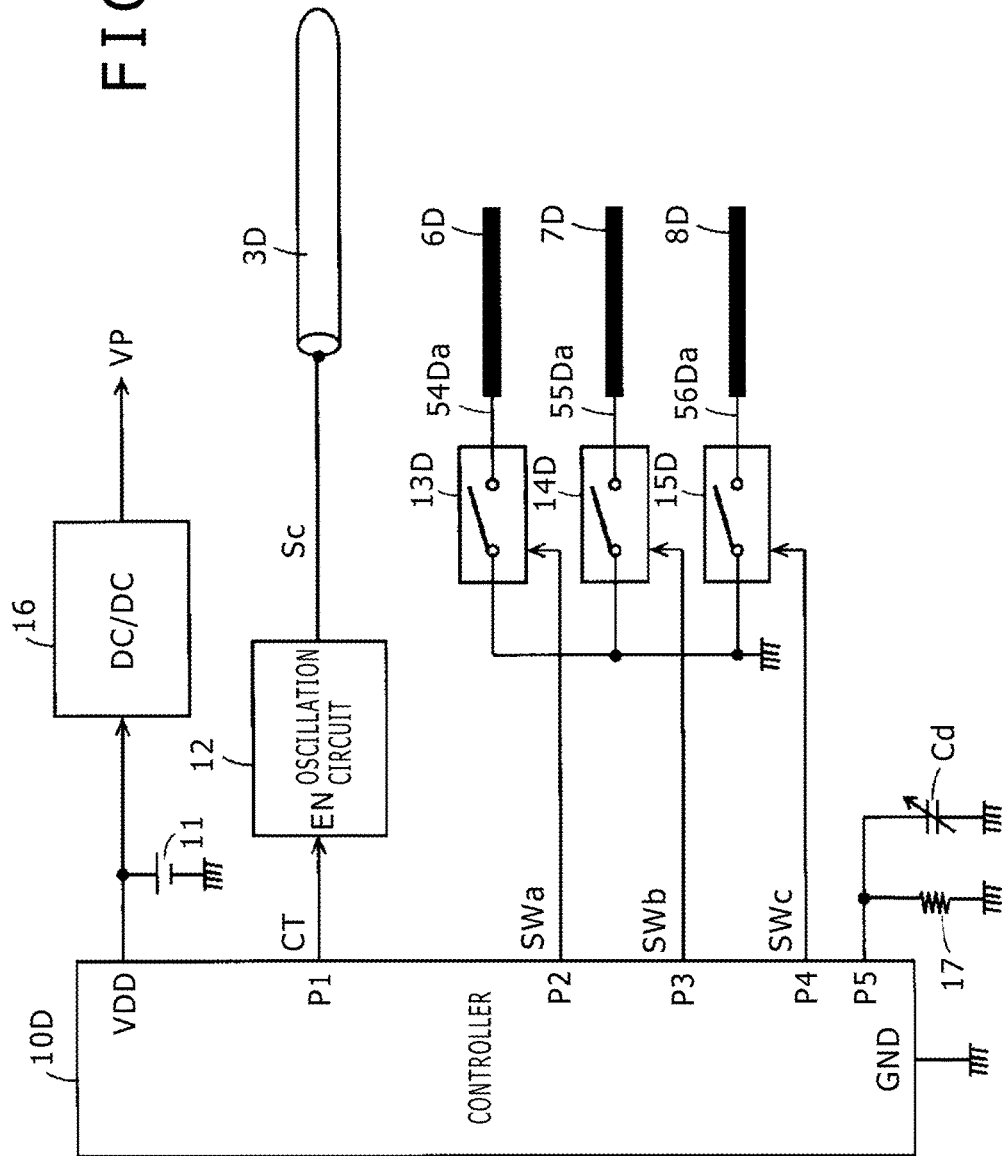 FIG
10D
CONTROLLER
VDD
P1
P2
P3
P4
P5
GND
16
DC/DC
VP
11
CT
12
EN
OSCILLATION
CIRCUIT
Sc
3D
SWa
13D
54Da
6D
SWb
14D
55Da
7D
SWc
15D
56Da
8D
17
Cd